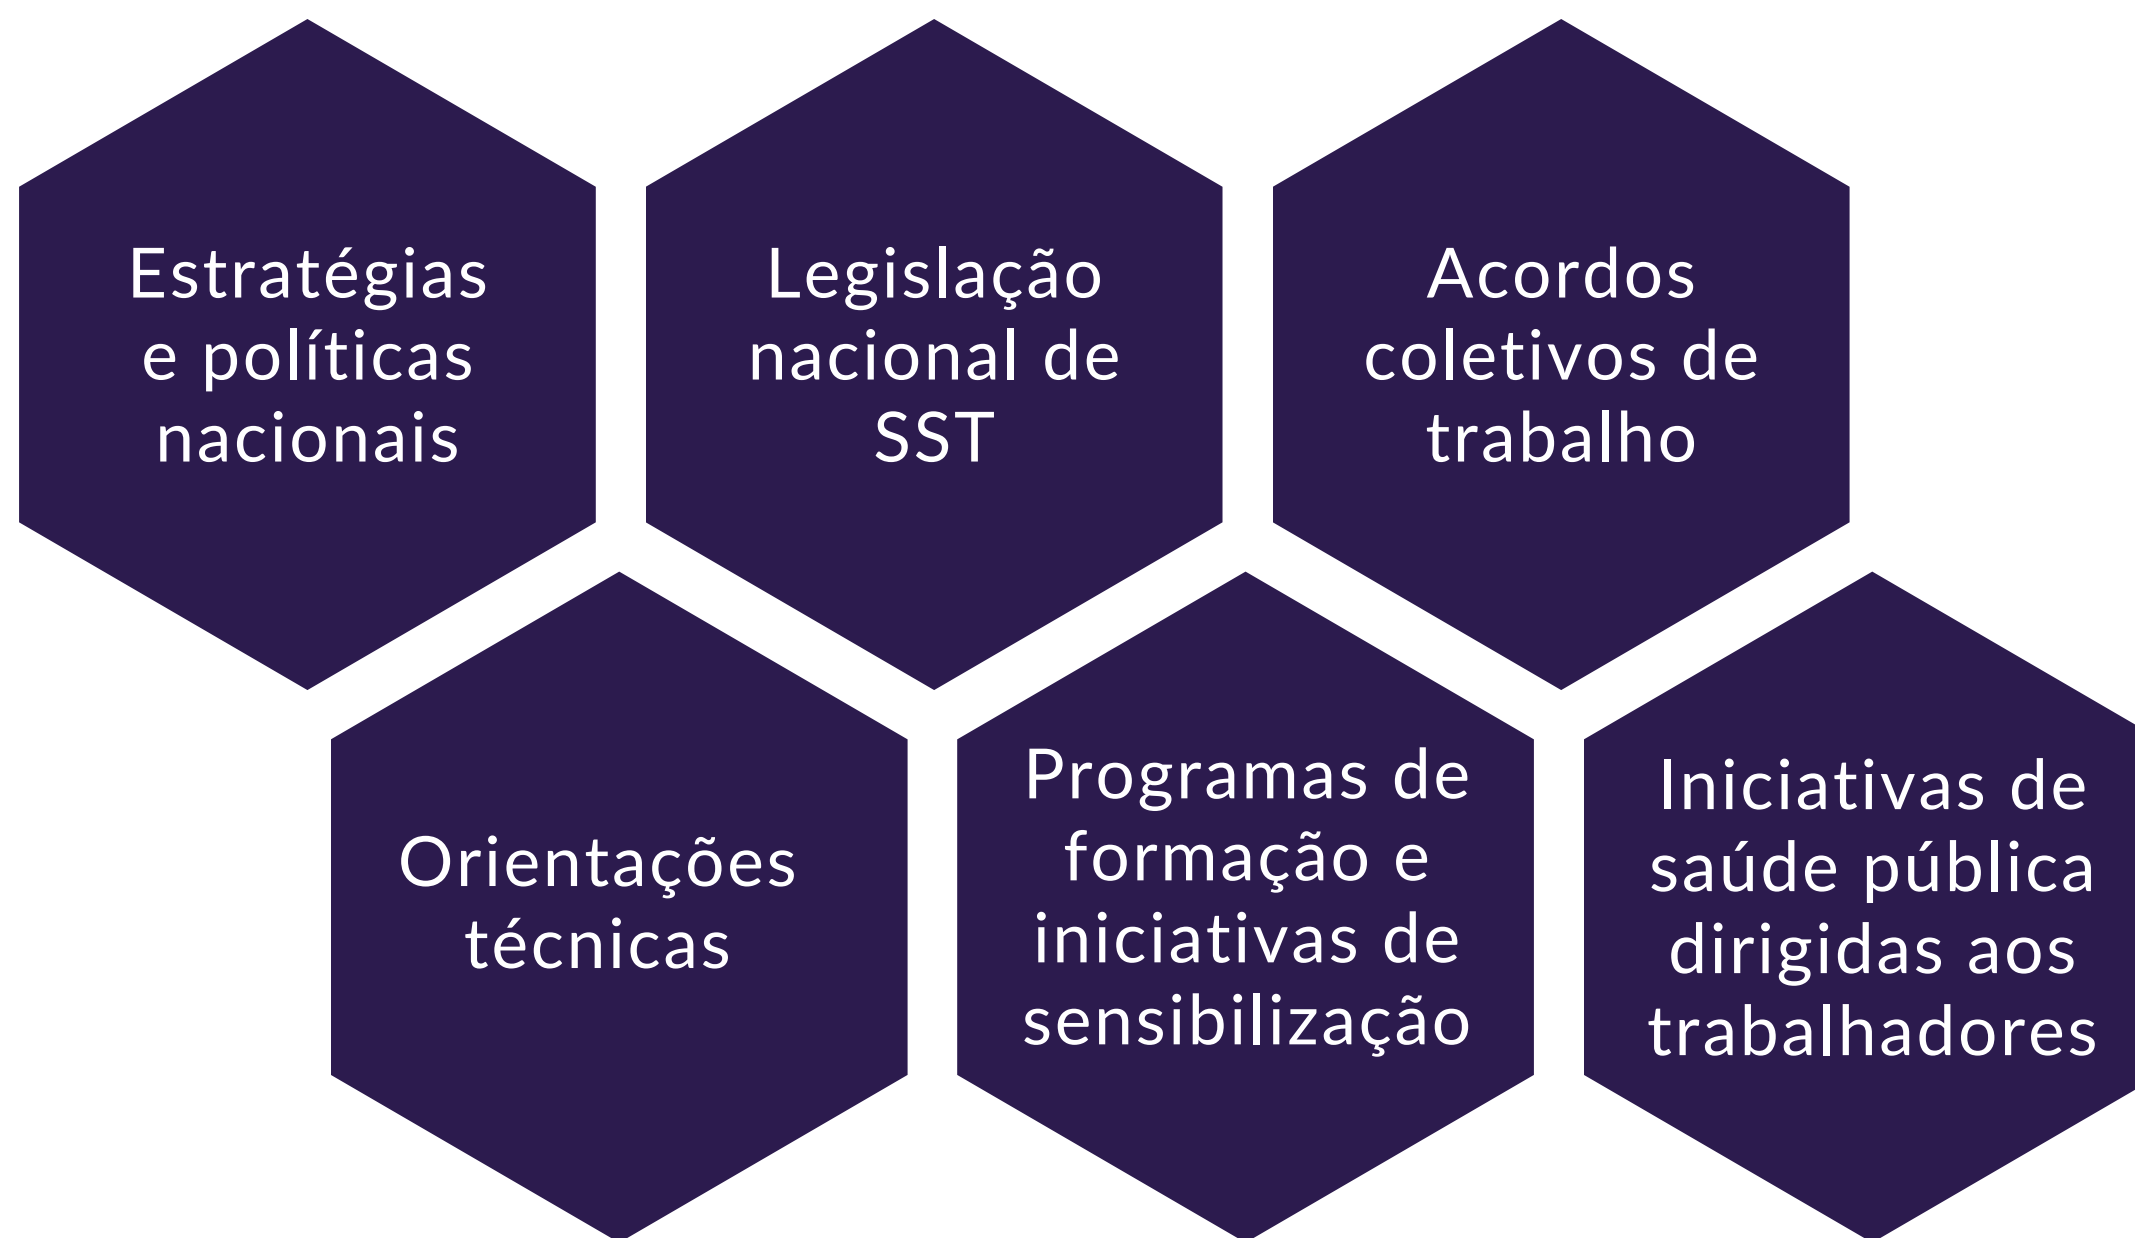 Estratégias
e políticas
nacionais
Legislação
nacional de
SST
Acordos
coletivos de
trabalho
Orientações
técnicas
Programas de
formação e
iniciativas de
sensibilização
Iniciativas de
saúde pública
dirigidas aos
trabalhadores